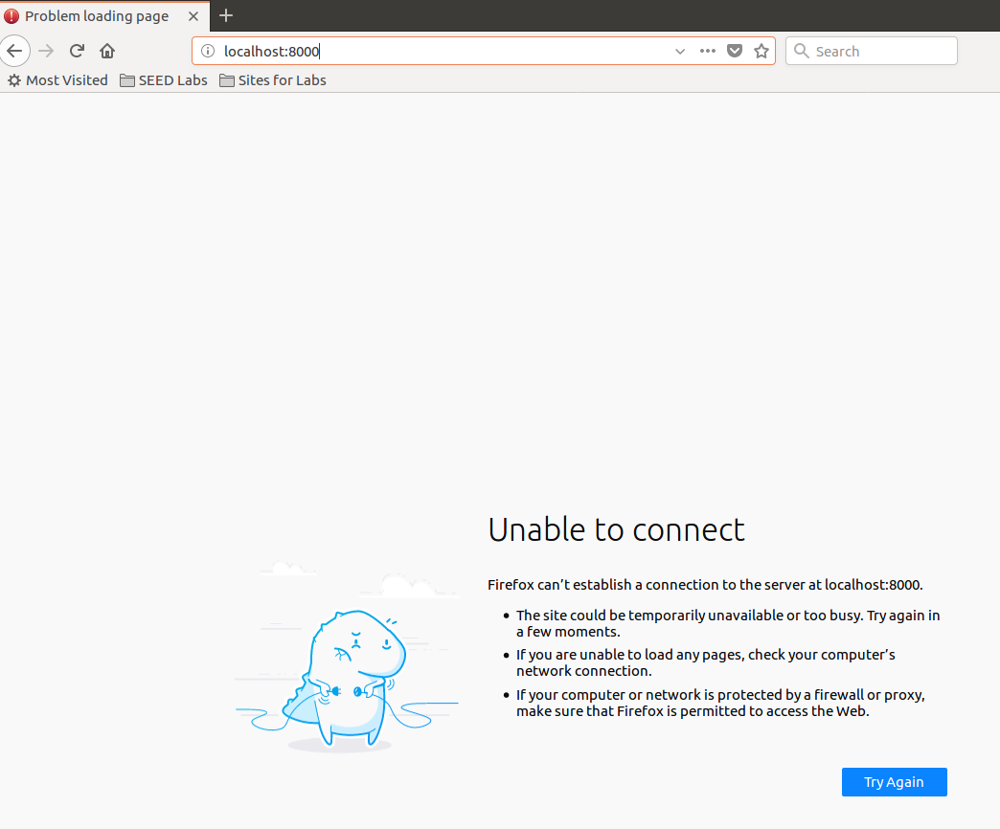 Problem loading page
localhost:8000
Search
Most Visited SEED Labs Sites for Labs
Unable to connect
Firefox can’t establish a connection to the server at localhost:8000.
• The site could be temporarily unavailable or too busy. Try again in
a few moments.
• If you are unable to load any pages, check your computer’s
network connection.
• If your computer or network is protected by a firewall or proxy,
make sure that Firefox is permitted to access the Web.
Try Again